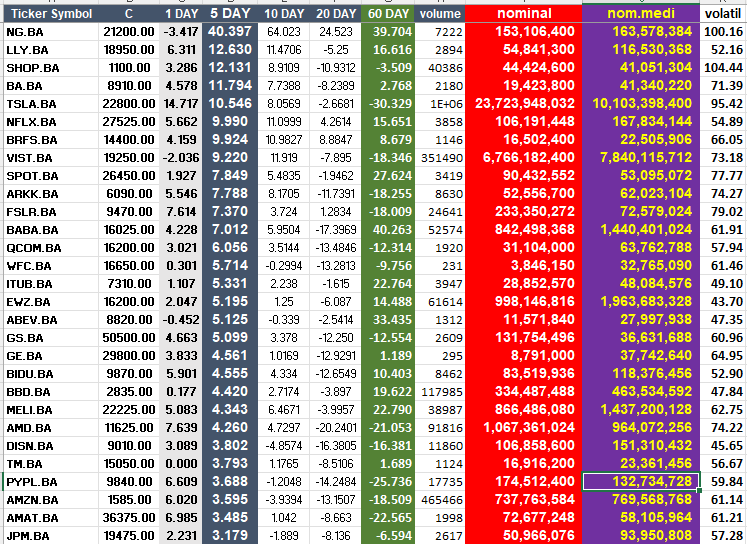 Ticker Symbol C 1 DAY 5 DAY 10 DAY 20 DAY 60 DAY volume nominal nom.medi volatil
NG.BA 21200.00 -3.417 40.397 64.023 24.523 39.704 7222 153,106,400 163,578,384 100.16
LLY.BA 18950.00 6.311 12.630 11.4706 -5.25 16.616 2894 54,841,300 116,530,368 52.16
SHOP.BA 1100.00 3.286 12.131 8.9109 -10.9312 -3.509 40386 44,424,600 41,051,304 104.44
BA.BA 8910.00 4.578 11.794 7.7388 -8.2389 2.768 2180 19,423,800 41,340,220 71.39
TSLA.BA 22800.00 14.717 10.546 8.0569 -2.6681 -30.329 1E+06 23,723,948,032 10,103,398,400 95.42
NFLX.BA 27525.00 5.662 9.990 11.0999 4.2614 15.651 3858 106,191,448 167,834,144 54.89
BRFS.BA 14400.00 4.159 9.924 10.9827 8.8847 8.679 1146 16,502,400 22,505,906 66.05
VIST.BA 19250.00 -2.036 9.220 11.919 -7.895 -18.346 351490 6,766,182,400 7,840,115,712 73.18
SPOT.BA 26450.00 1.927 7.849 5.4835 -1.9462 27.624 3419 90,432,552 53,095,072 77.77
ARKK.BA 6090.00 5.546 7.788 8.1705 -11.7391 -18.255 8630 52,556,700 62,023,104 74.27
FSLR.BA 9470.00 7.614 7.370 3.724 1.2834 -18.009 24641 233,350,272 72,579,024 79.02
BABA.BA 16025.00 4.228 7.012 5.9504 -17.3969 40.263 52574 842,498,368 1,440,401,024 61.91
QCOM.BA 16200.00 3.021 6.056 3.5144 -13.4846 -12.314 1920 31,104,000 63,762,788 57.94
WFC.BA 16650.00 0.301 5.714 -0.2994 -13.2813 -9.756 231 3,846,150 32,765,090 61.46
ITUB.BA 7310.00 1.107 5.331 2.238 -1.615 22.764 3947 28,852,570 48,084,576 49.10
EWZ.BA 16200.00 2.047 5.195 1.25 -6.087 14.488 61614 998,146,816 1,963,683,328 43.70
ABEV.BA 8820.00 -0.452 5.125 -0.339 -2.5414 33.435 1312 11,571,840 27,997,938 47.35
GS.BA 50500.00 4.663 5.099 3.378 -12.250 -12.554 2609 131,754,496 36,631,688 60.96
GE.BA 29800.00 3.833 4.561 1.0169 -12.9291 1.189 295 8,791,000 37,742,640 64.95
BIDU.BA 9870.00 5.901 4.555 4.334 -12.6549 10.403 8462 83,519,936 118,376,456 52.90
BBD.BA 2835.00 0.177 4.420 2.7174 -3.897 19.622 117985 334,487,488 463,534,592 47.84
MELI.BA 22225.00 5.083 4.343 6.4671 -3.9957 22.790 38987 866,486,080 1,437,200,128 62.75
AMD.BA 11625.00 7.639 4.260 4.7297 -20.2401 -21.053 91816 1,067,361,024 964,072,256 74.22
DISN.BA 9010.00 3.089 3.802 -4.8574 -16.3805 -16.381 11860 106,858,600 151,310,432 45.65
TM.BA 15050.00 0.000 3.793 1.1765 -8.5106 1.689 1124 16,916,200 23,361,456 56.67
PYPL.BA 9840.00 6.609 3.688 -1.2048 -14.2484 -25.736 17735 174,512,400 132,734,728 59.84
AMZN.BA 1585.00 6.020 3.595 -3.9394 -13.1507 -18.509 465466 737,763,584 769,568,768 61.14
AMAT.BA 36375.00 6.985 3.485 1.042 -8.663 -22.565 1998 72,677,248 58,105,964 61.21
JPM.BA 19475.00 2.231 3.179 -1.889 -8.136 -6.594 2617 50,966,076 93,950,808 57.28